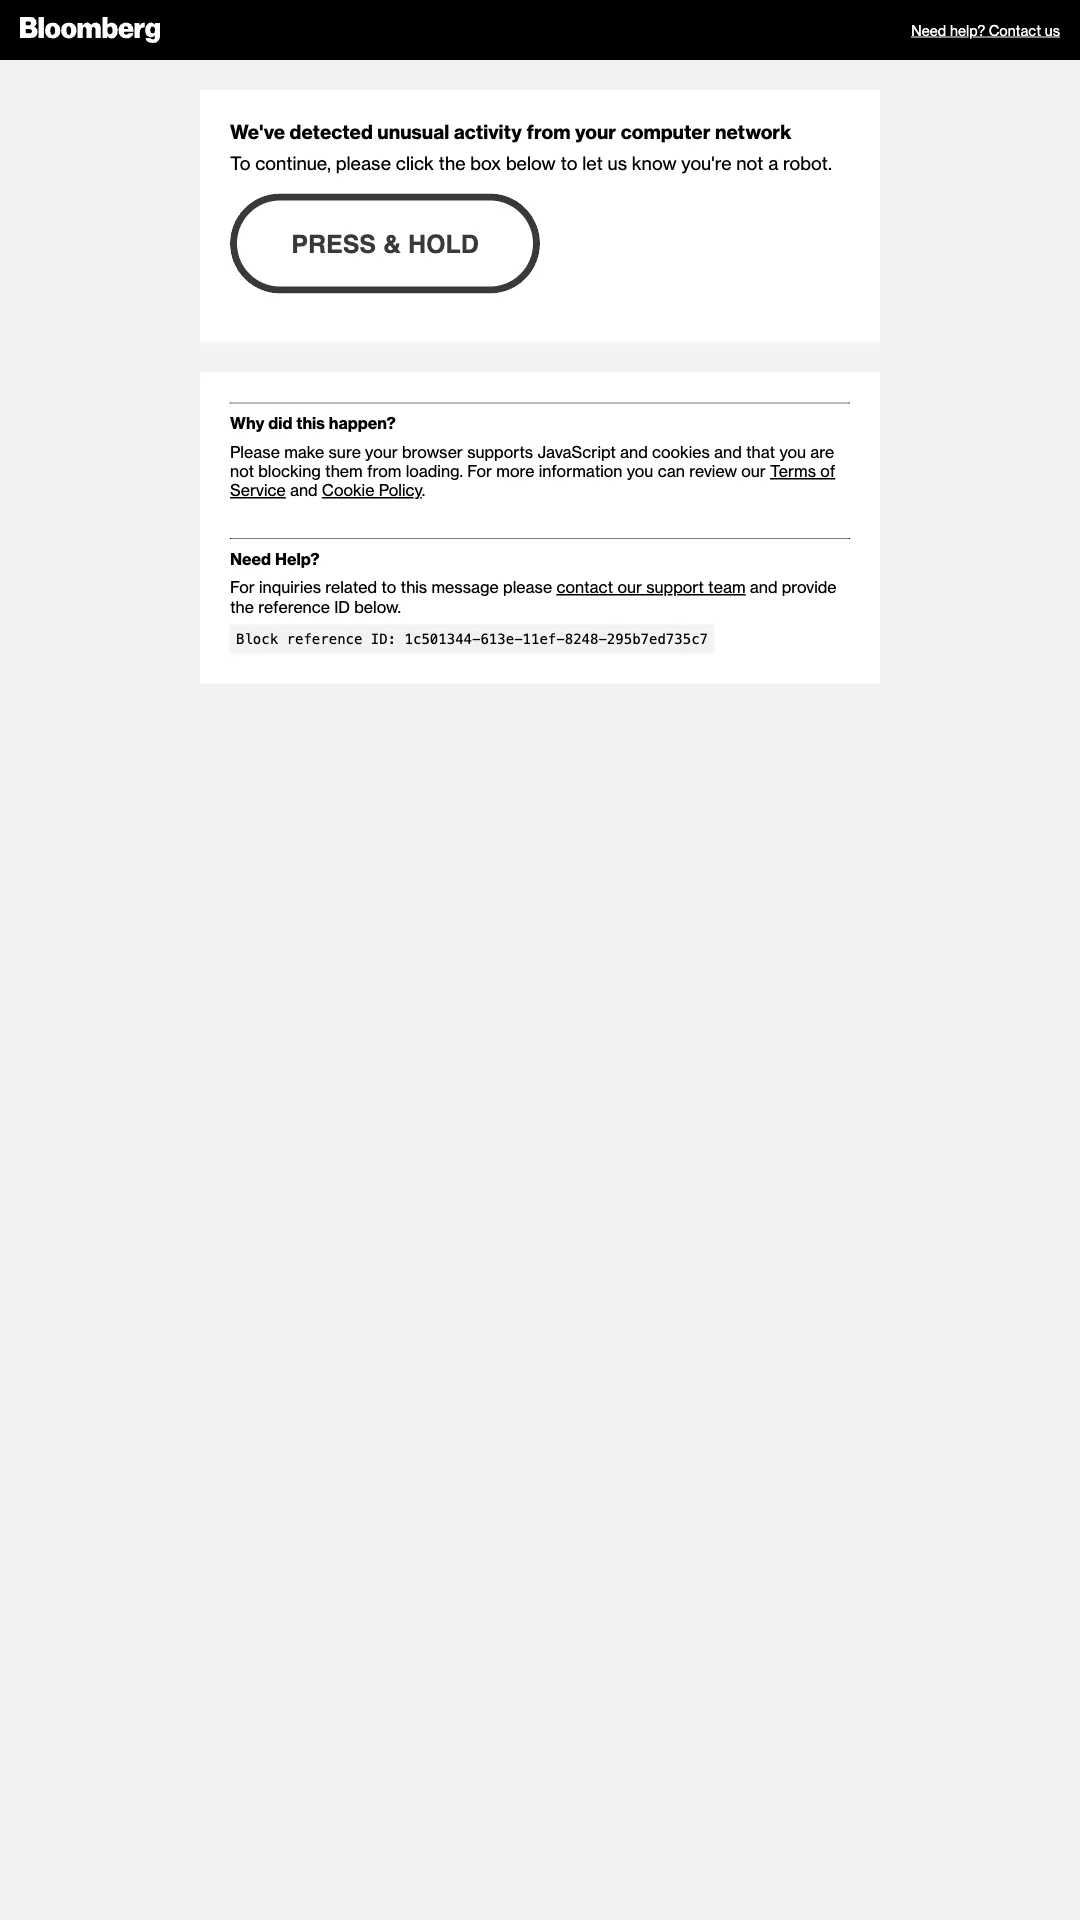 Bloomberg
Need help? Contact us
We've detected unusual activity from your computer network
To continue, please click the box below to let us know you're not a robot.
PRESS & HOLD
Why did this happen?
Please make sure your browser supports JavaScript and cookies and that you are
not blocking them from loading. For more information you can review our Terms of
Service and Cookie Policy.
Need Help?
For inquiries related to this message please contact our support team and provide
the reference ID below.
Block reference ID: 1c501344-613e-11ef-8248-295b7ed735c7